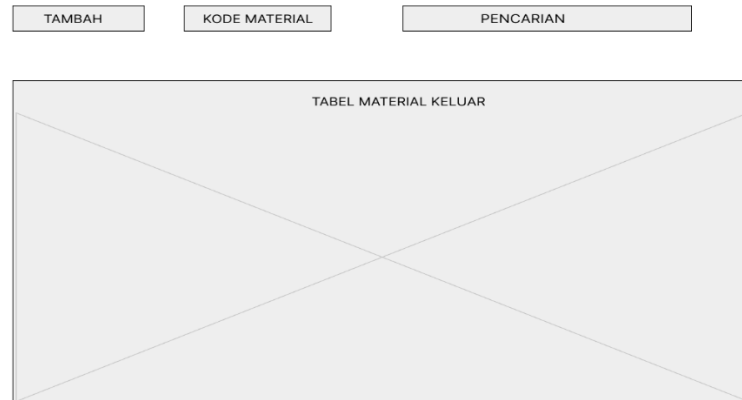 TAMBAH
KODE MATERIAL
PENCARIAN
TABEL MATERIAL KELUAR